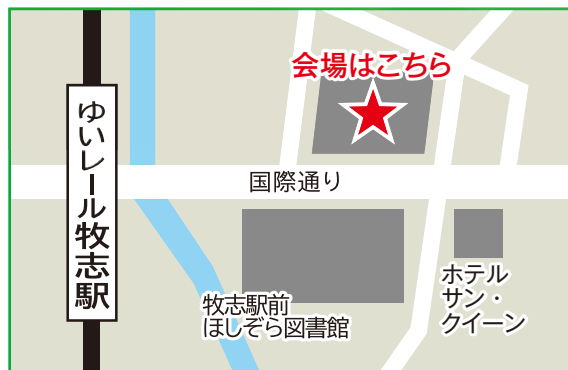 会場はこちら
ゆいレール牧志駅
国際通り
牧志駅前
ほしぞら図書館
ホテル
サン・
クイーン